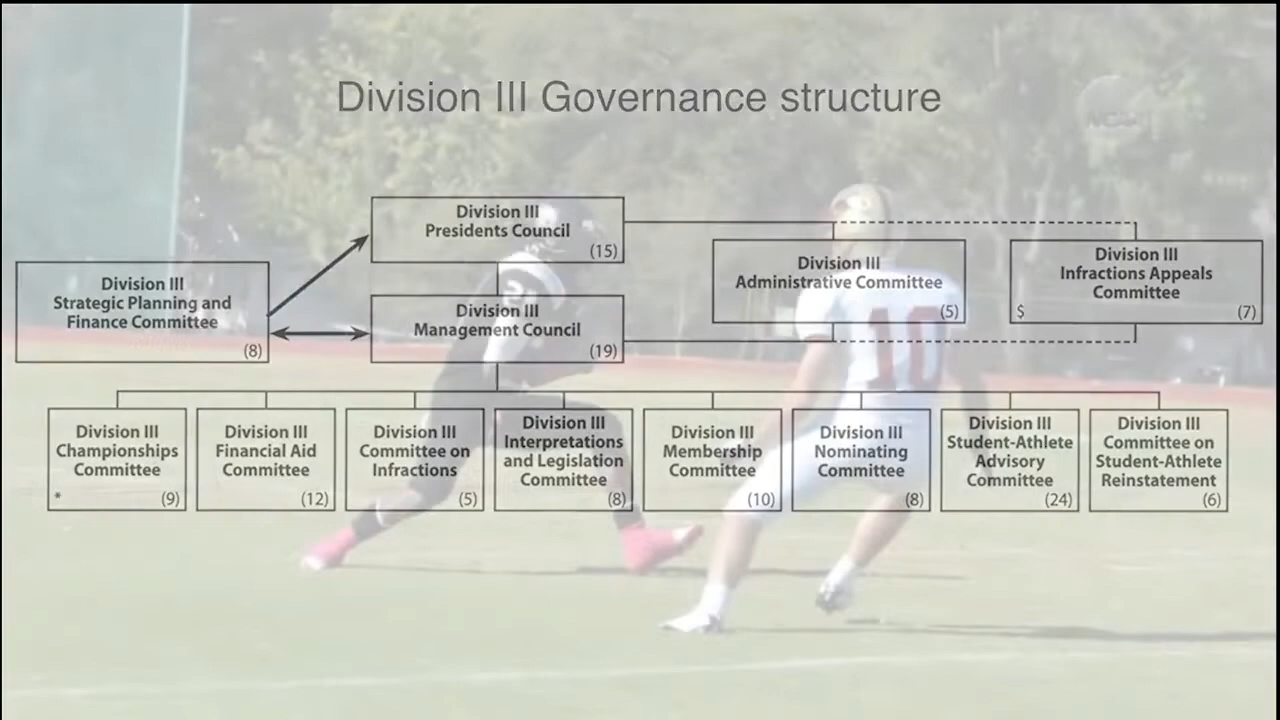 Division III Governance structure
Division III
Presidents Council
(15)
Division III
Strategic Planning and
Finance Committee
(8)
Division III
Management Council
(19)
Division III
Administrative Committee
(5)
Division III
Infractions Appeals
Committee
$ (7)
Division III
Championships
Committee
* (9)
Division III
Financial Aid
Committee
(12)
Division III
Committee on
Infractions
(5)
Division III
Interpretations
and Legislation
Committee
(8)
Division III
Membership
Committee
(10)
Division III
Nominating
Committee
(8)
Division III
Student-Athlete
Advisory
Committee
(24)
Division III
Committee on
Student-Athlete
Reinstatement
(6)
10
NCAA